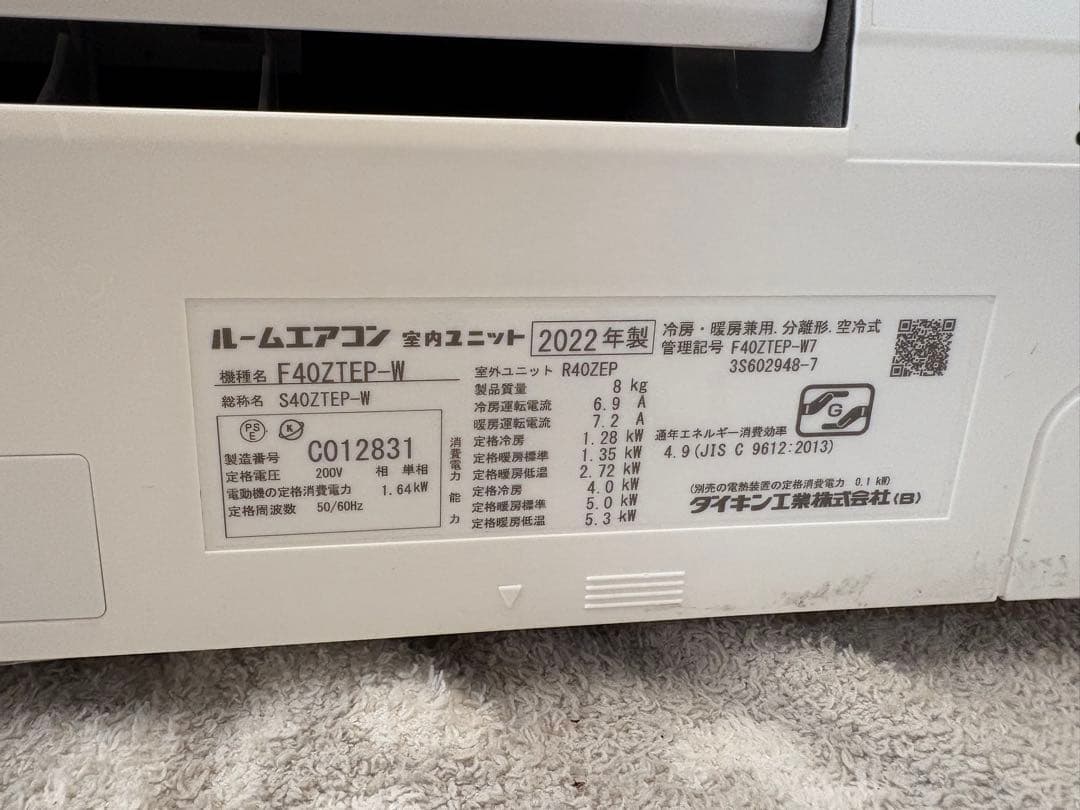 ルームエアコン 室内ユニット 2022年製
機種名 F40ZTEP-W
総称名 S40ZTEP-W
PSE
製造番号 C012831
定格電圧 200V 相 単相
電動機の定格消費電力 1.64kW
定格周波数 50/60Hz
室外ユニット R40ZEP
製品質量 8 kg
冷房運転電流 6.9 A
暖房運転電流 7.2 A
消費電力
定格冷房 1.28 kW
定格暖房標準 1.35 kW
定格暖房低温 2.72 kW
能力
定格冷房 4.0 kW
定格暖房標準 5.0 kW
定格暖房低温 5.3 kW
冷房・暖房兼用.分離形.空冷式
管理記号 F40ZTEP-W7
3S602948-7
G
通年エネルギー消費効率
4.9(JIS C 9612:2013)
(別売の電熱装置の定格消費電力 0.1 kW)
ダイキン工業株式会社(B)